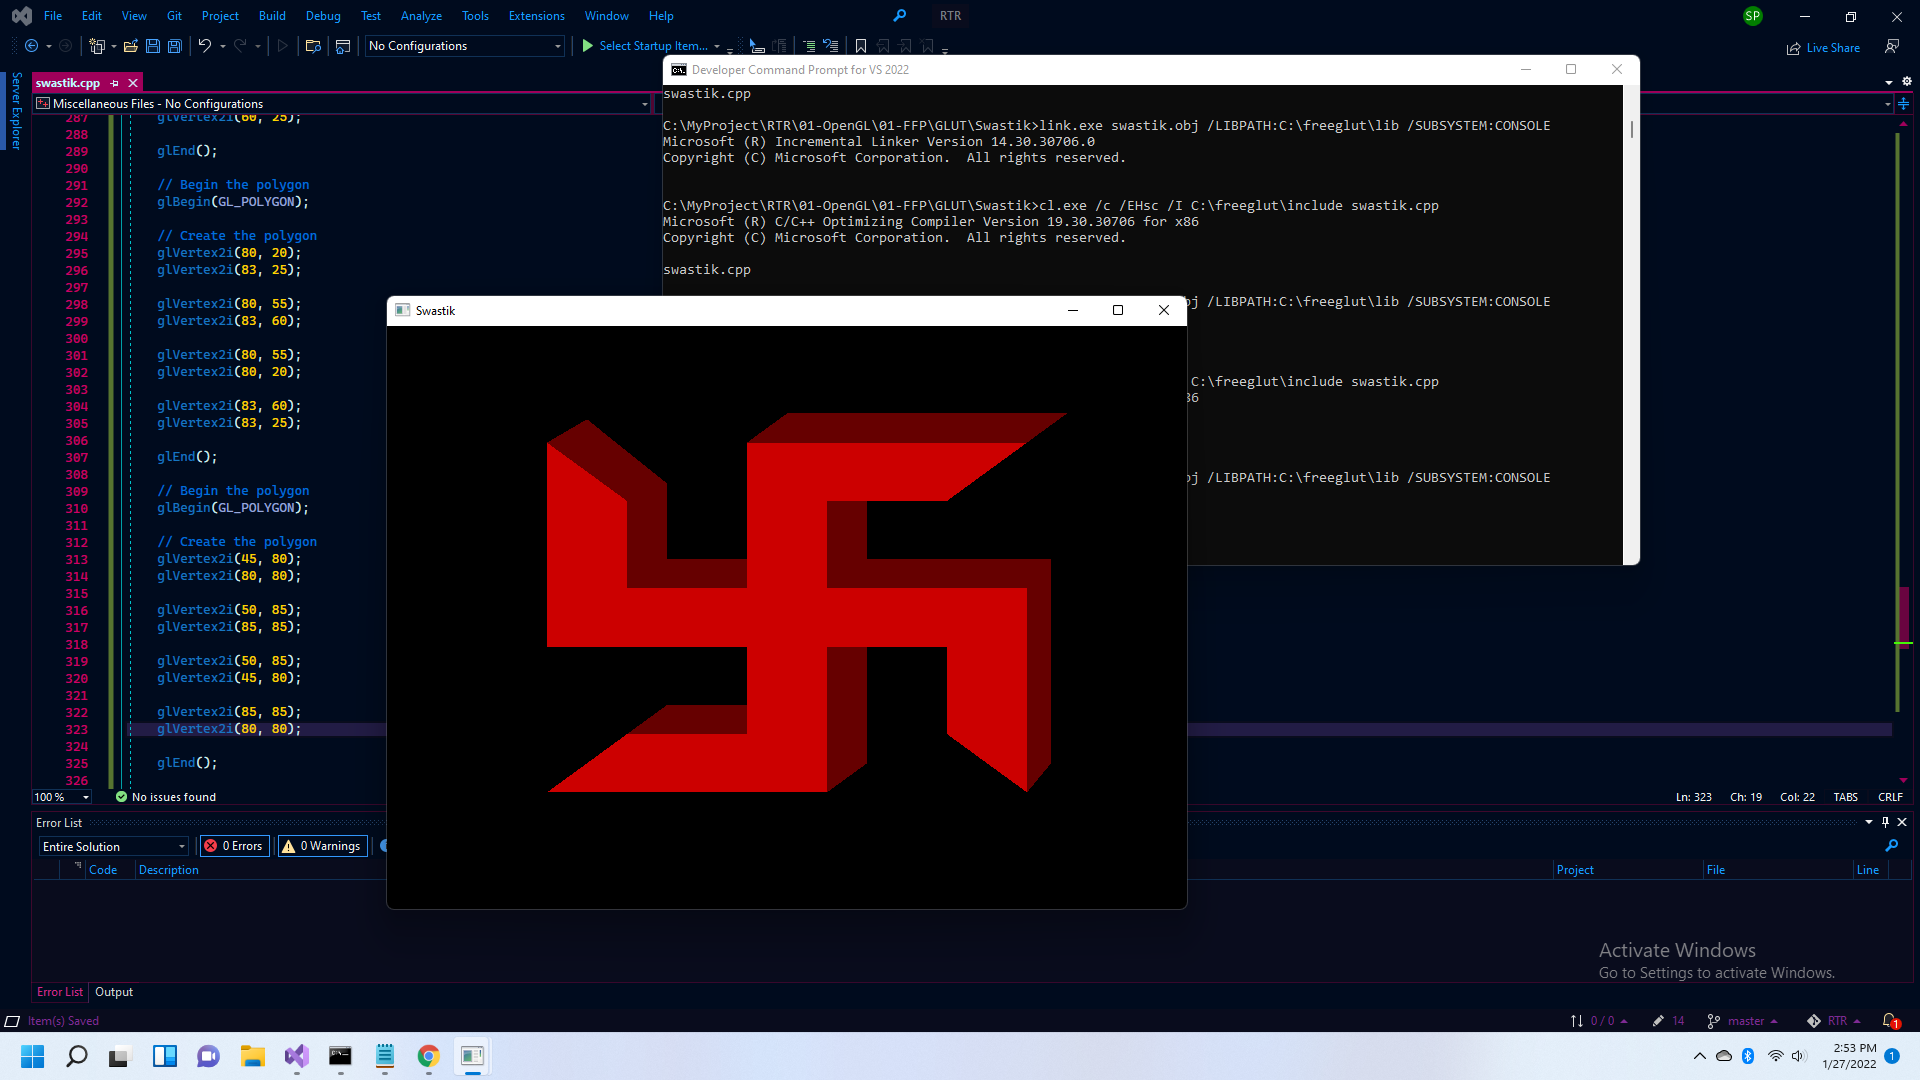 File Edit View Git Project Build Debug Test Analyze Tools Extensions Window Help RTR SP
No Configurations Select Startup Item... Live Share
Server Explorer
swastik.cpp
Miscellaneous Files - No Configurations
287 glVertex2i(60, 25);
288
289 glEnd();
290
291 // Begin the polygon
292 glBegin(GL_POLYGON);
293
294 // Create the polygon
295 glVertex2i(80, 20);
296 glVertex2i(83, 25);
297
298 glVertex2i(80, 55);
299 glVertex2i(83, 60);
300
301 glVertex2i(80, 55);
302 glVertex2i(80, 20);
303
304 glVertex2i(83, 60);
305 glVertex2i(83, 25);
306
307 glEnd();
308
309 // Begin the polygon
310 glBegin(GL_POLYGON);
311
312 // Create the polygon
313 glVertex2i(45, 80);
314 glVertex2i(80, 80);
315
316 glVertex2i(50, 85);
317 glVertex2i(85, 85);
318
319 glVertex2i(50, 85);
320 glVertex2i(45, 80);
321
322 glVertex2i(85, 85);
323 glVertex2i(80, 80);
324
325 glEnd();
326
Developer Command Prompt for VS 2022
swastik.cpp
C:\MyProject\RTR\01-OpenGL\01-FFP\GLUT\Swastik>link.exe swastik.obj /LIBPATH:C:\freeglut\lib /SUBSYSTEM:CONSOLE
Microsoft (R) Incremental Linker Version 14.30.30706.0
Copyright (C) Microsoft Corporation.  All rights reserved.
C:\MyProject\RTR\01-OpenGL\01-FFP\GLUT\Swastik>cl.exe /c /EHsc /I C:\freeglut\include swastik.cpp
Microsoft (R) C/C++ Optimizing Compiler Version 19.30.30706 for x86
Copyright (C) Microsoft Corporation.  All rights reserved.
swastik.cpp
bj /LIBPATH:C:\freeglut\lib /SUBSYSTEM:CONSOLE
C:\freeglut\include swastik.cpp
86
bj /LIBPATH:C:\freeglut\lib /SUBSYSTEM:CONSOLE
Swastik
100 % No issues found Ln: 323 Ch: 19 Col: 22 TABS CRLF
Error List
Entire Solution 0 Errors 0 Warnings
Code Description Project File Line
Activate Windows
Go to Settings to activate Windows.
Error List Output
Item(s) Saved 0 / 0 14 master RTR 1
2:53 PM
1/27/2022 1